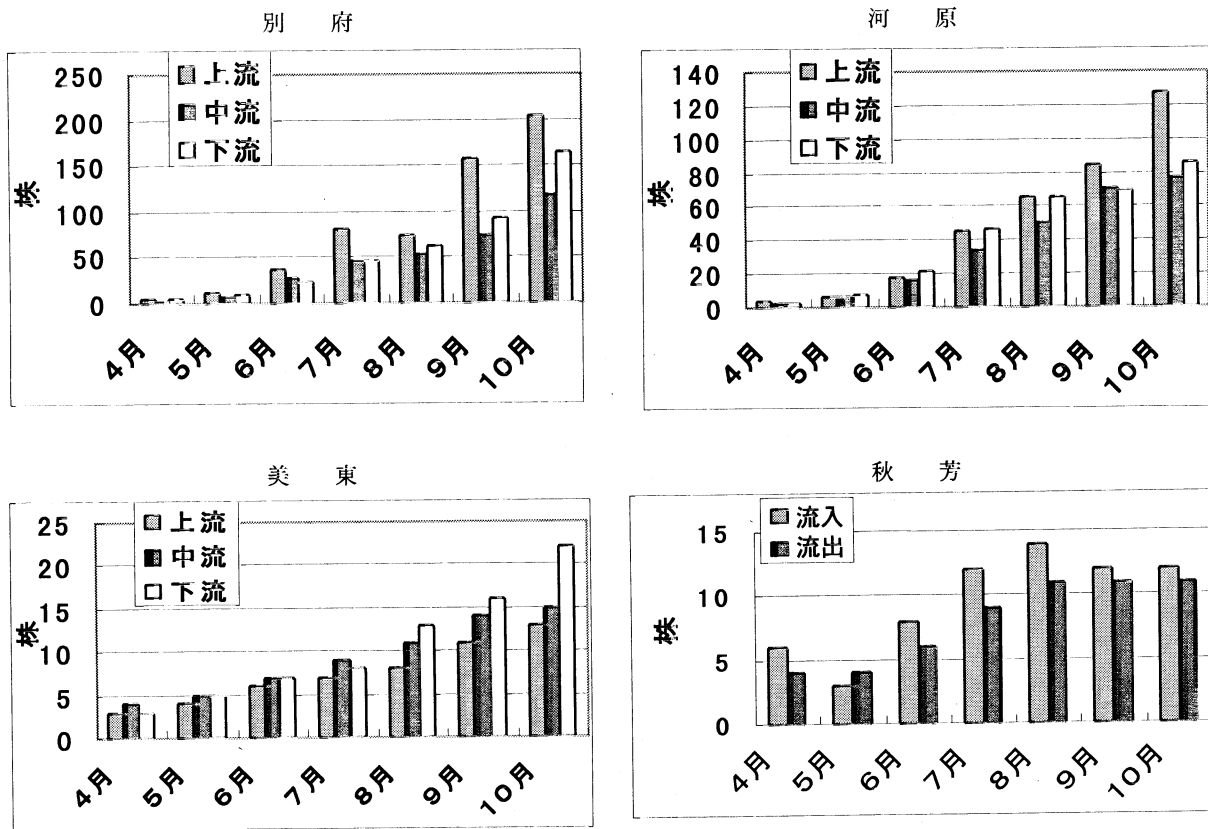 別 府
250
200
150
100
50
0
株
上流
中流
下流
4月
5月
6月
7月
8月
9月
10月
河 原
140
120
100
80
60
40
20
0
株
上流
中流
下流
4月
5月
6月
7月
8月
9月
10月
美 東
25
20
15
10
5
0
株
上流
中流
下流
4月
5月
6月
7月
8月
9月
10月
秋 芳
15
10
5
0
株
流入
流出
4月
5月
6月
7月
8月
9月
10月